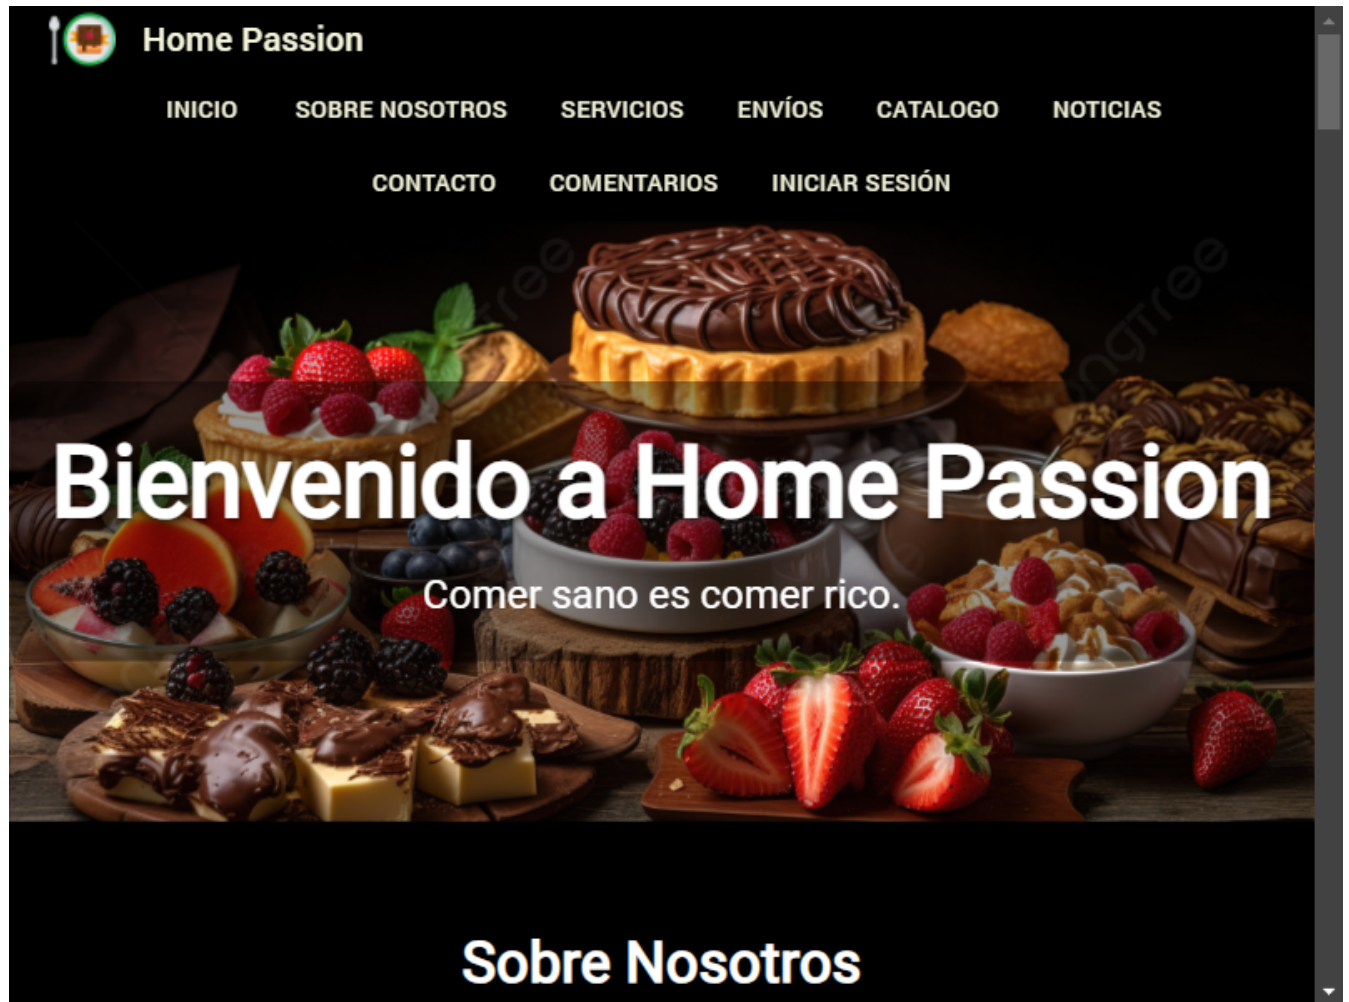 Home Passion
INICIO SOBRE NOSOTROS SERVICIOS ENVÍOS CATALOGO NOTICIAS
CONTACTO COMENTARIOS INICIAR SESIÓN
Bienvenido a Home Passion
Comer sano es comer rico.
Sobre Nosotros